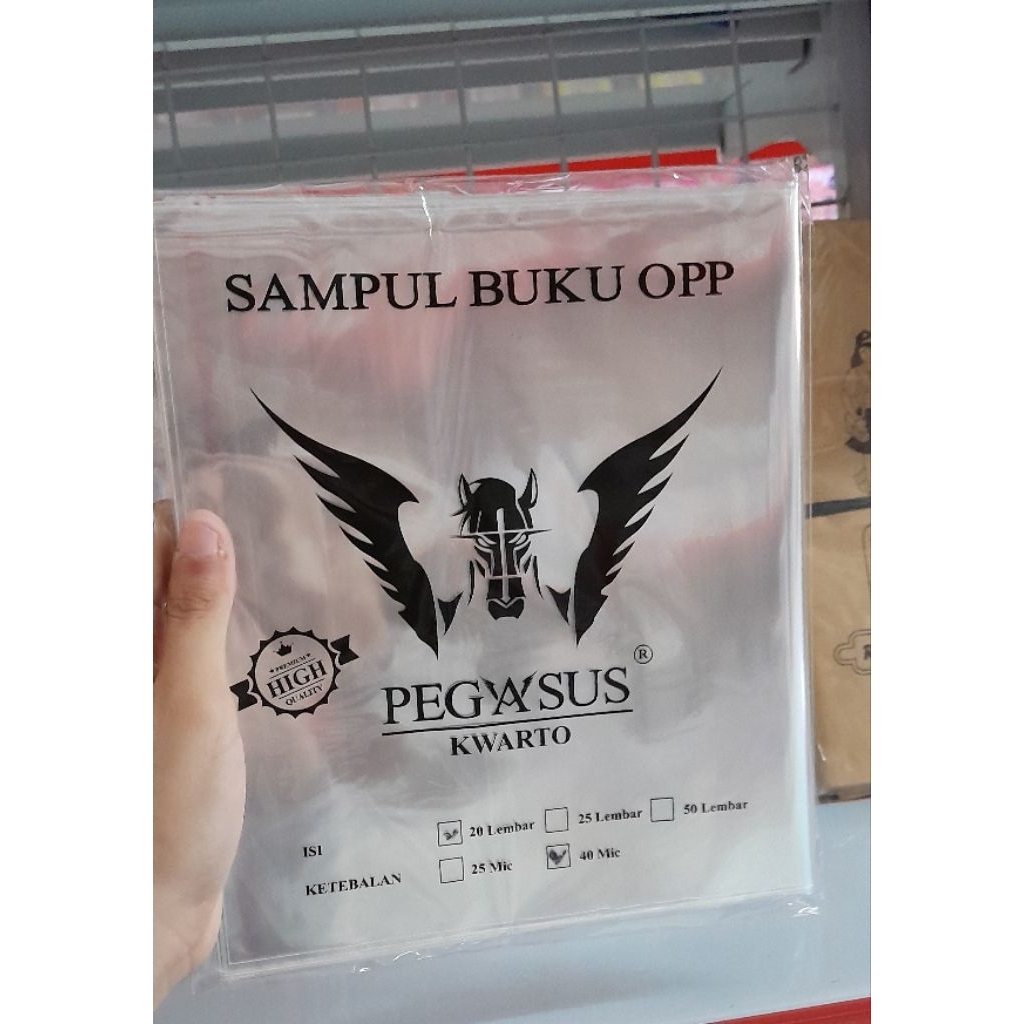 SAMPUL BUKU OPP
PREMIUM
HIGH
QUALITY
PEGASUS ®
KWARTO
ISI 20 Lembar 25 Lembar 50 Lembar
KETEBALAN 25 Mic 40 Mic